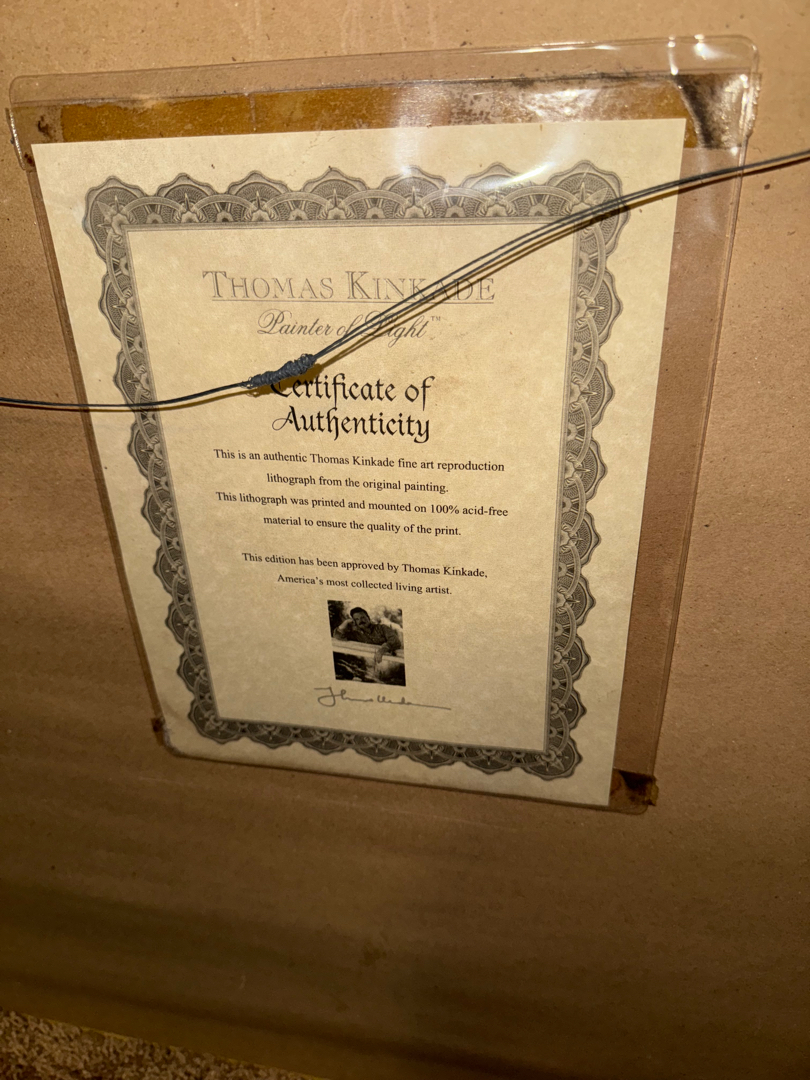 THOMAS KINKADE
Painter of Light™
Certificate of
Authenticity
This is an authentic Thomas Kinkade fine art reproduction
lithograph from the original painting.
This lithograph was printed and mounted on 100% acid-free
material to ensure the quality of the print.
This edition has been approved by Thomas Kinkade,
America's most collected living artist.